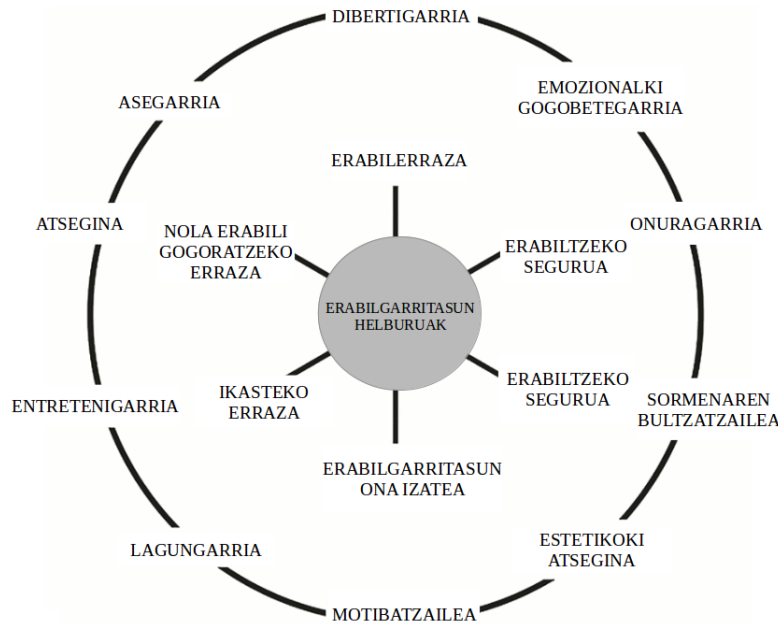 DIBERTIGARRIA
EMOZIONALKI
GOGOBETEGARRIA
ASEGARRIA
ERABILERRAZA
ATSEGINA
NOLA ERABILI
GOGORATZEKO
ERRAZA
ERABILTZEKO
SEGURUA
ONURAGARRIA
ERABILGARRITASUN
HELBURUAK
ENTRETENIGARRIA
IKASTEKO
ERRAZA
ERABILTZEKO
SEGURUA
SORMENAREN
BULTZATZAILEA
ERABILGARRITASUN
ONA IZATEA
LAGUNGARRIA
ESTETIKOKI
ATSEGINA
MOTIBATZAILEA